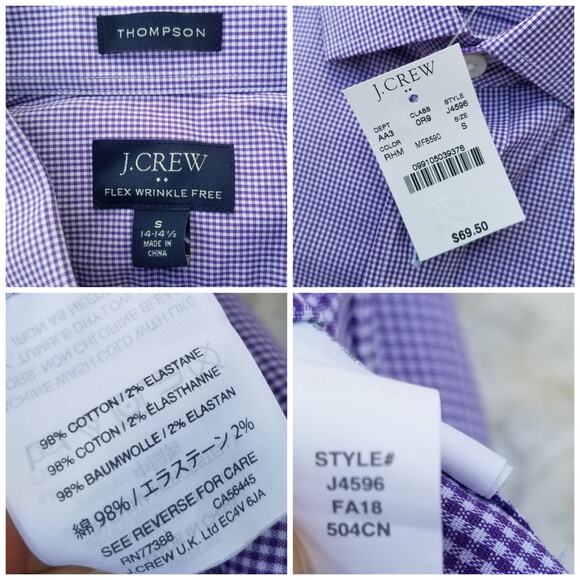 THOMPSON
J.CREW
FLEX WRINKLE FREE
S
14-14 ½
MADE IN
CHINA
J.CREW
DEPT CLASS STYLE
AA3 0R9 J4596
COLOR SIZE
RHM MF6590 S
099105039376
$69.50
98% COTTON / 2% ELASTANE
98% COTON / 2% ÉLASTHANNE
98% BAUMWOLLE / 2% ELASTAN
綿 98% / エラステーン 2%
SEE REVERSE FOR CARE
RN77388 CA56445
J.CREW U.K. Ltd EC4V 6JA
STYLE#
J4596
FA18
504CN